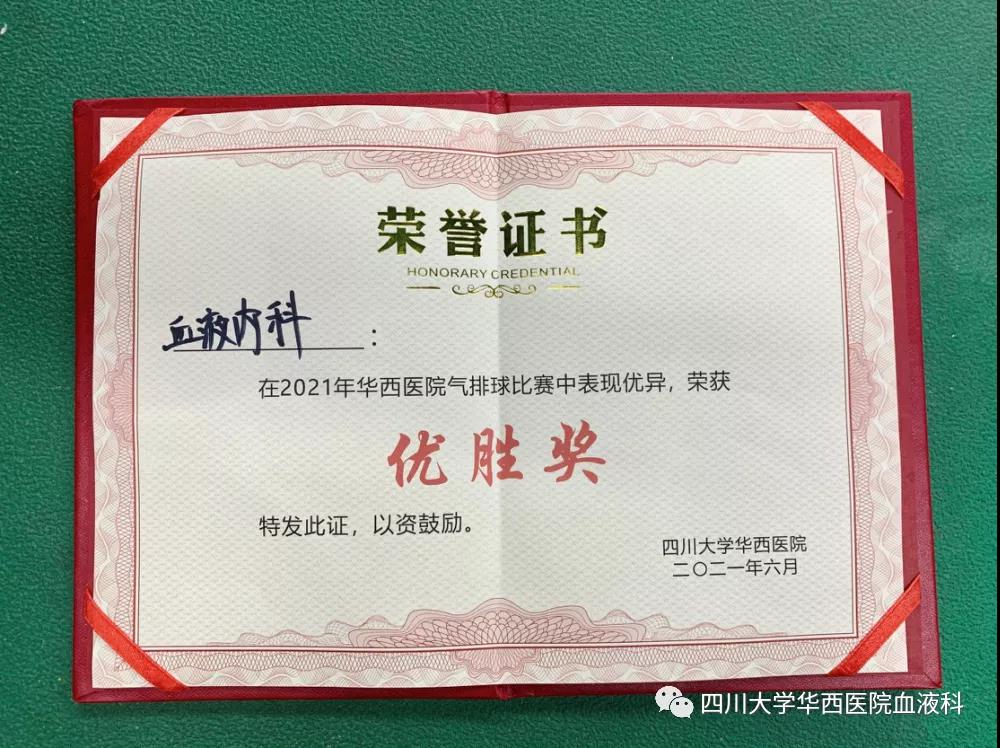 荣誉证书
HONORARY CREDENTIAL
血液内科：
在2021年华西医院气排球比赛中表现优异，荣获
优胜奖
特发此证，以资鼓励。
四川大学华西医院
二〇二一年六月
四川大学华西医院血液科